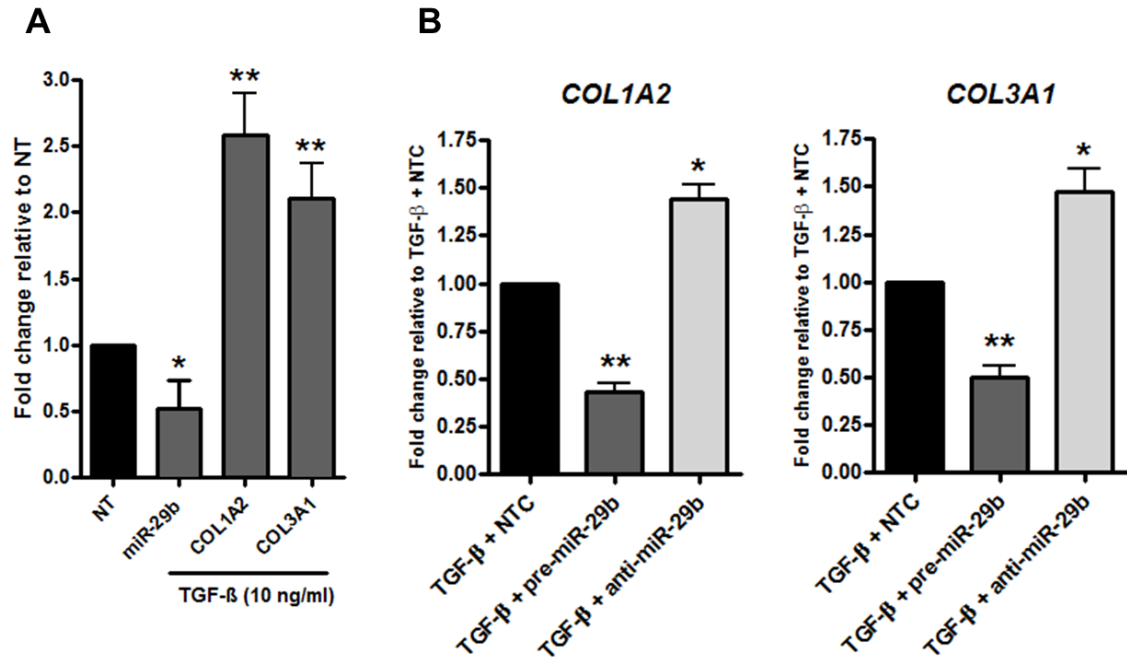 A
B
Fold change relative to NT
3.0
2.5
2.0
1.5
1.0
0.5
0.0
**
**
*
NT
miR-29b
COL1A2
COL3A1
TGF-ß (10 ng/ml)
COL1A2
Fold change relative to TGF-β + NTC
1.75
1.50
1.25
1.00
0.75
0.50
0.25
0.00
*
**
TGF-β + NTC
TGF-β + pre-miR-29b
TGF-β + anti-miR-29b
COL3A1
Fold change relative to TGF-β + NTC
1.75
1.50
1.25
1.00
0.75
0.50
0.25
0.00
*
**
TGF-β + NTC
TGF-β + pre-miR-29b
TGF-β + anti-miR-29b